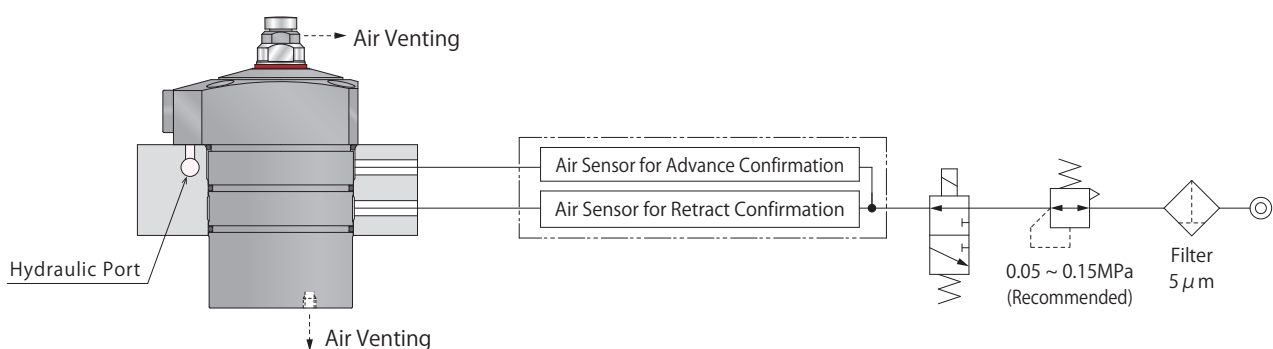 Air Venting
Air Sensor for Advance Confirmation
Air Sensor for Retract Confirmation
Hydraulic Port
0.05 ~ 0.15MPa
(Recommended)
Filter
5μm
Air Venting